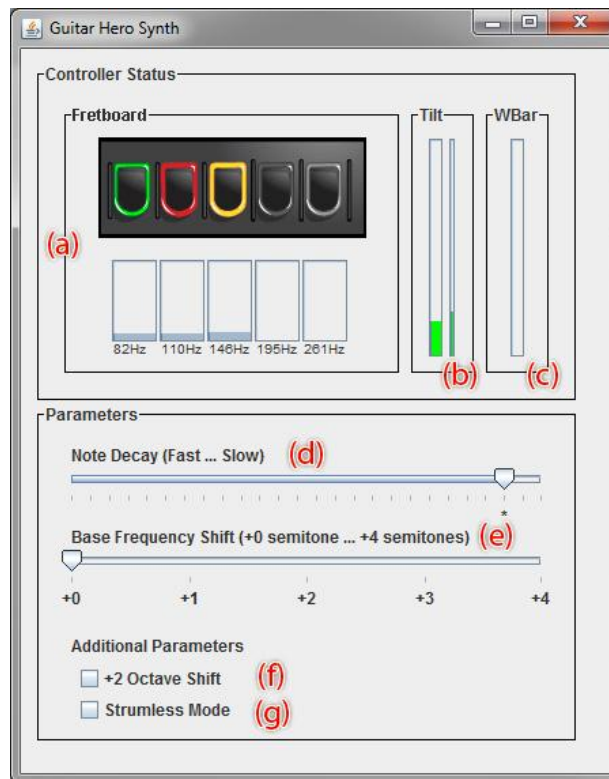 Guitar Hero Synth
Controller Status
Fretboard
Tilt
WBar
(a)
82Hz 110Hz 146Hz 195Hz 261Hz
(b)
(c)
Parameters
Note Decay (Fast ... Slow) (d)
*
Base Frequency Shift (+0 semitone ... +4 semitones) (e)
+0 +1 +2 +3 +4
Additional Parameters
+2 Octave Shift (f)
Strumless Mode (g)